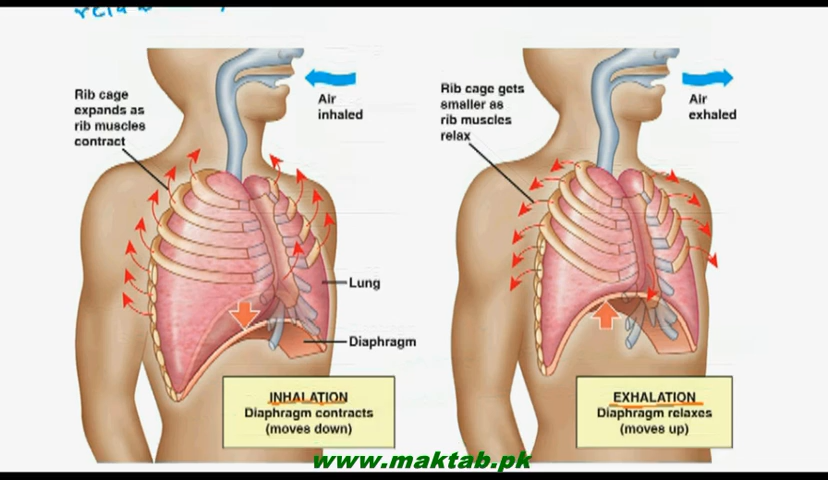 Rib cage
expands as
rib muscles
contract
Air
inhaled
Lung
Diaphragm
INHALATION
Diaphragm contracts
(moves down)
Rib cage gets
smaller as
rib muscles
relax
Air
exhaled
EXHALATION
Diaphragm relaxes
(moves up)
www.maktab.pk